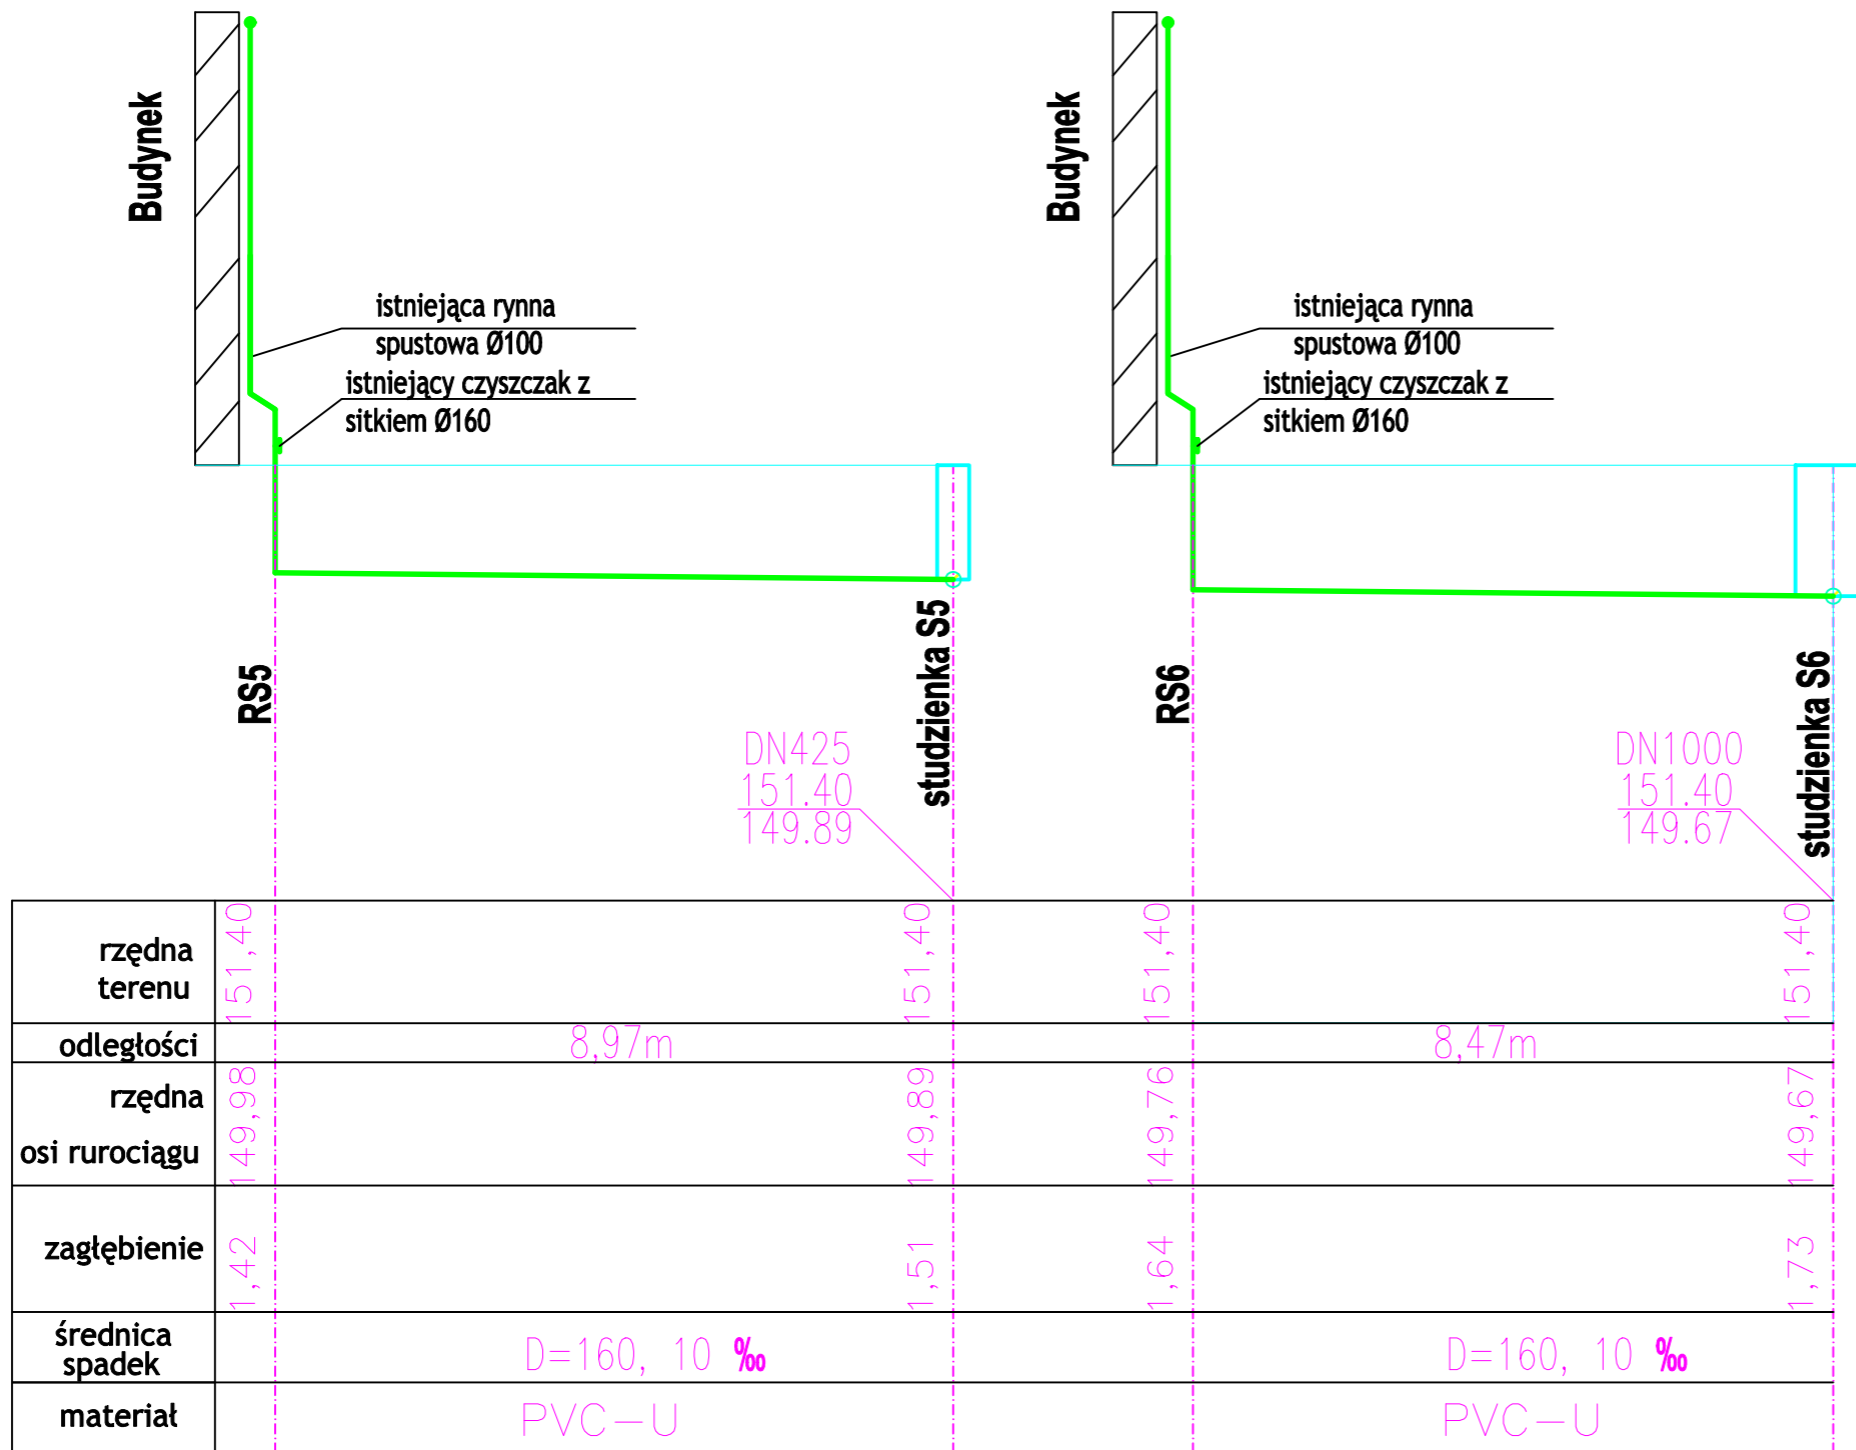 Budynek
istniejąca rynna
spustowa Ø100
istniejący czyszczak z
sitkiem Ø160
RS5
studzienka S5
DN425
151.40
149.89
Budynek
istniejąca rynna
spustowa Ø100
istniejący czyszczak z
sitkiem Ø160
RS6
studzienka S6
DN1000
151.40
149.67
rzędna
terenu
151,40
151,40
151,40
151,40
odległości
8,97m
8,47m
rzędna
osi rurociągu
149,98
149,89
149,76
149,67
zagłębienie
1,42
1,51
1,64
1,73
średnica
spadek
D=160, 10 ‰
D=160, 10 ‰
materiał
PVC-U
PVC-U